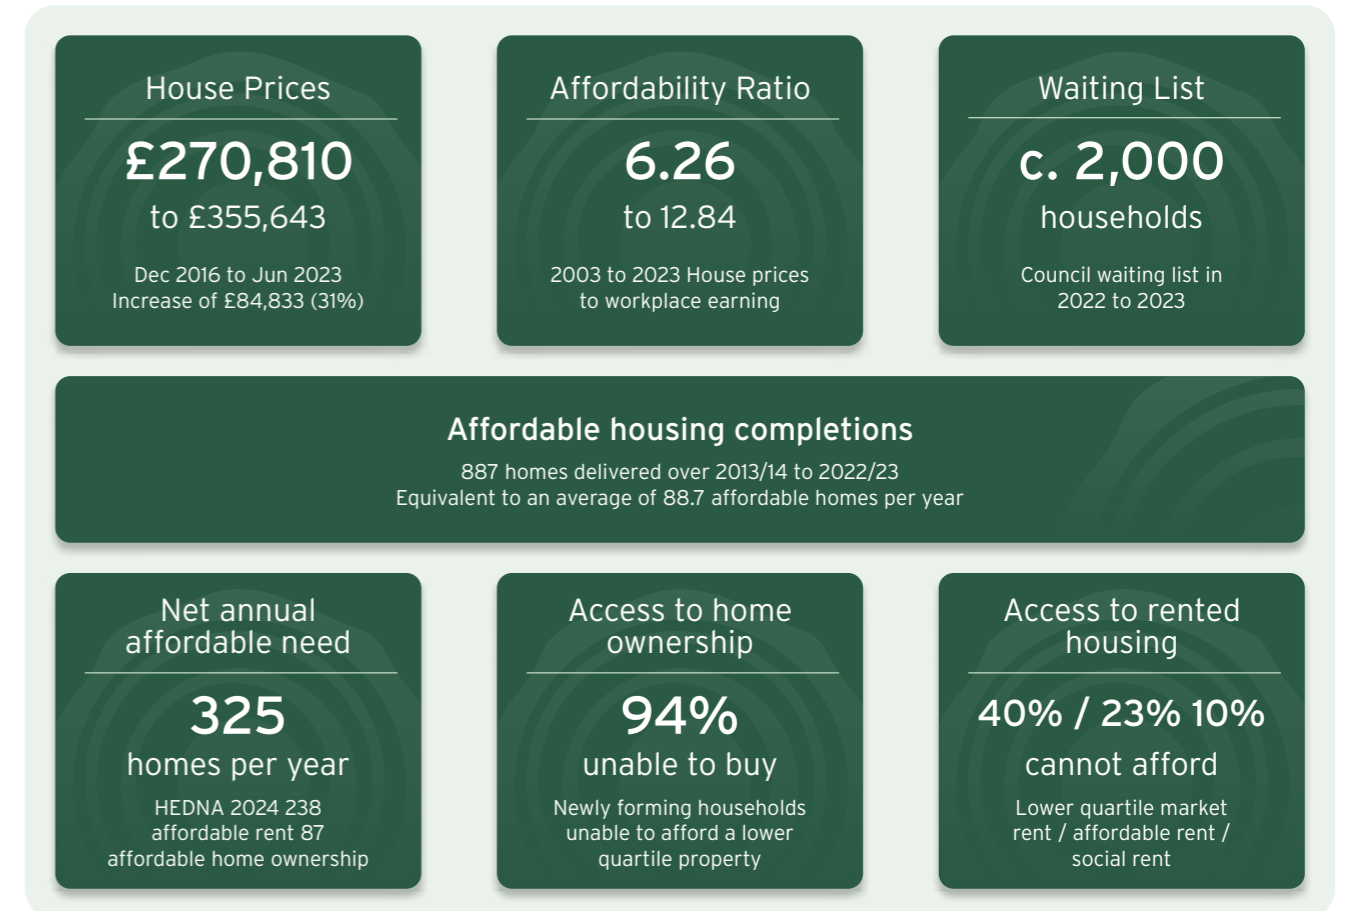 House Prices
£270,810
to £355,643
Dec 2016 to Jun 2023
Increase of £84,833 (31%)
Affordability Ratio
6.26
to 12.84
2003 to 2023 House prices
to workplace earning
Waiting List
c. 2,000
households
Council waiting list in
2022 to 2023
Affordable housing completions
887 homes delivered over 2013/14 to 2022/23
Equivalent to an average of 88.7 affordable homes per year
Net annual
affordable need
325
homes per year
HEDNA 2024 238
affordable rent 87
affordable home ownership
Access to home
ownership
94%
unable to buy
Newly forming households
unable to afford a lower
quartile property
Access to rented
housing
40% / 23% 10%
cannot afford
Lower quartile market
rent / affordable rent /
social rent